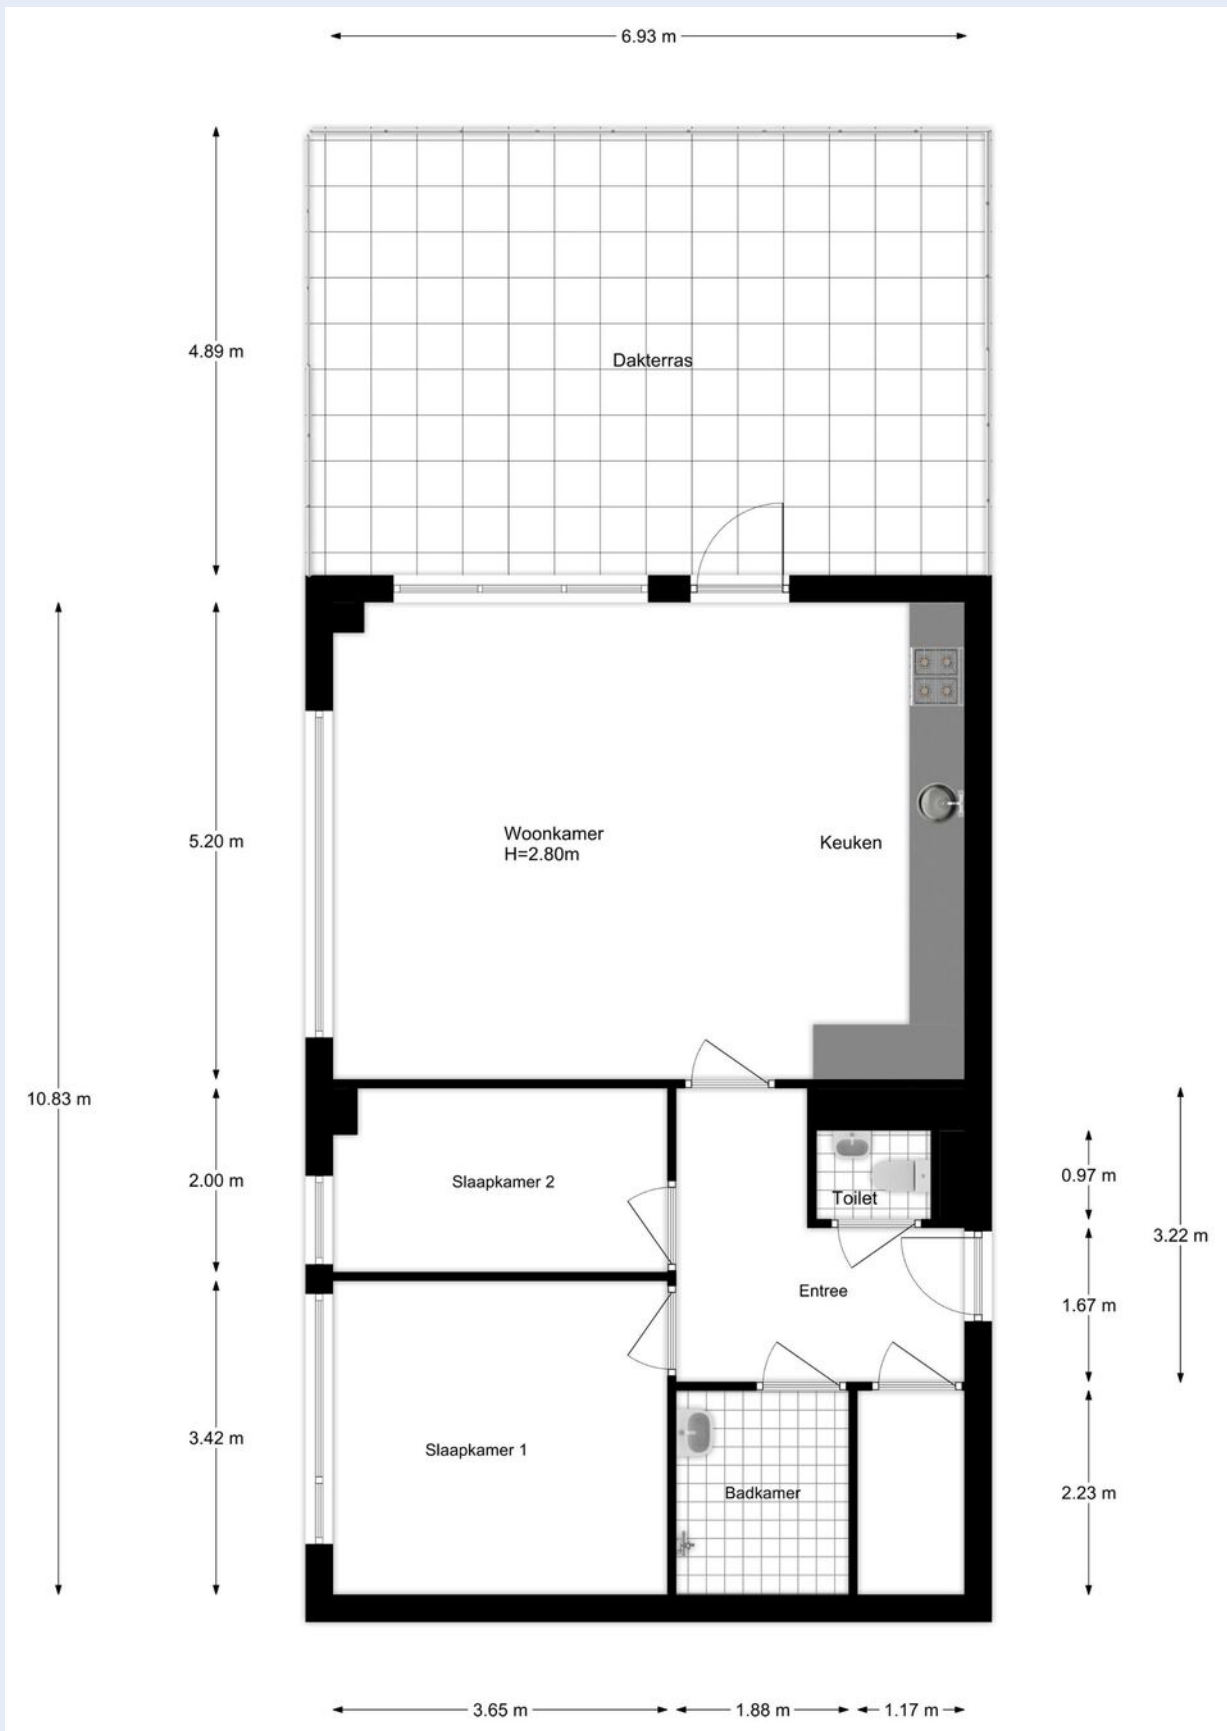 6.93 m
4.89 m
Dakterras
5.20 m
Woonkamer
H=2.80m
Keuken
10.83 m
2.00 m
Slaapkamer 2
0.97 m
Toilet
3.22 m
Entree
1.67 m
3.42 m
Slaapkamer 1
Badkamer
2.23 m
3.65 m
1.88 m
1.17 m